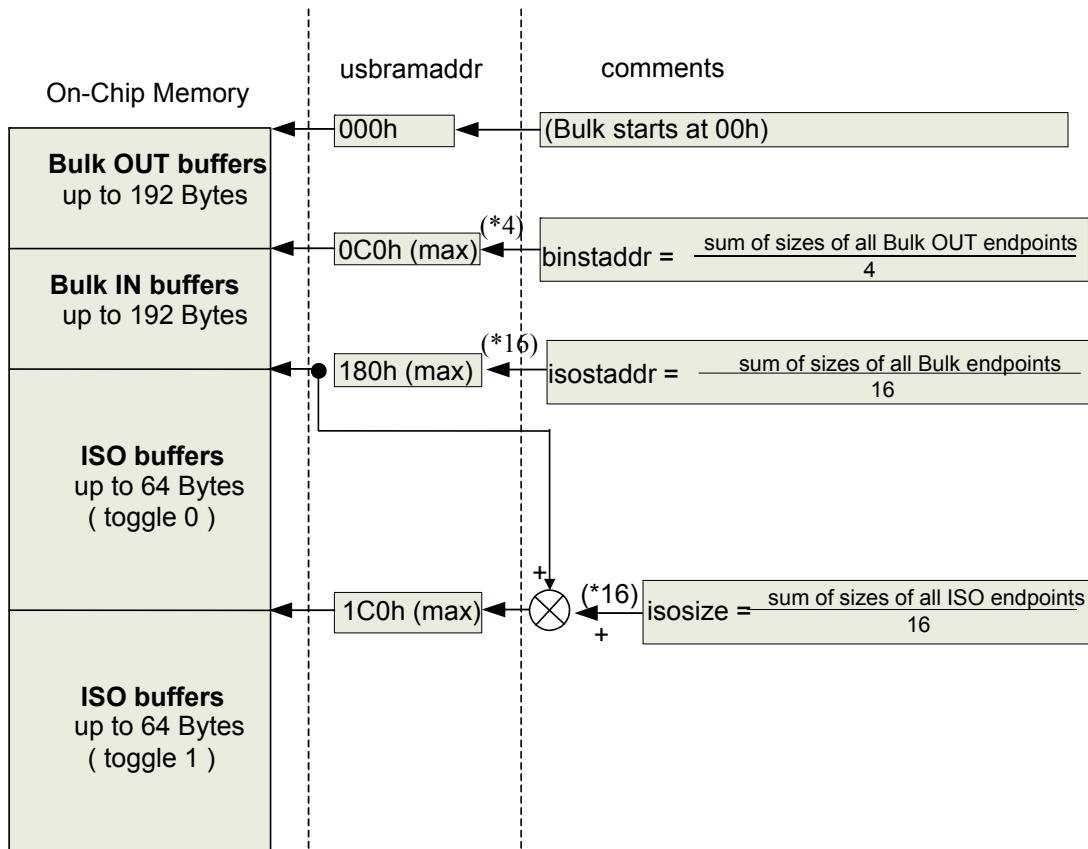 usbramaddr
comments
On-Chip Memory
000h
(Bulk starts at 00h)
Bulk OUT buffers
up to 192 Bytes
(*4)
0C0h (max)
binstaddr =
sum of sizes of all Bulk OUT endpoints
4
Bulk IN buffers
up to 192 Bytes
(*16)
180h (max)
isostaddr =
sum of sizes of all Bulk endpoints
16
ISO buffers
up to 64 Bytes
( toggle 0 )
+
(*16)
1C0h (max)
+
isosize =
sum of sizes of all ISO endpoints
16
ISO buffers
up to 64 Bytes
( toggle 1 )